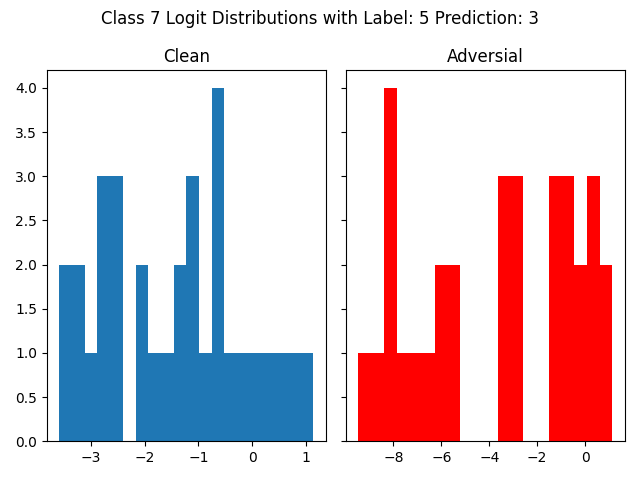 Class 7 Logit Distributions with Label: 5 Prediction: 3
Clean
Adversial
4.0
3.5
3.0
2.5
2.0
1.5
1.0
0.5
0.0
−3 −2 −1 0 1
−8 −6 −4 −2 0